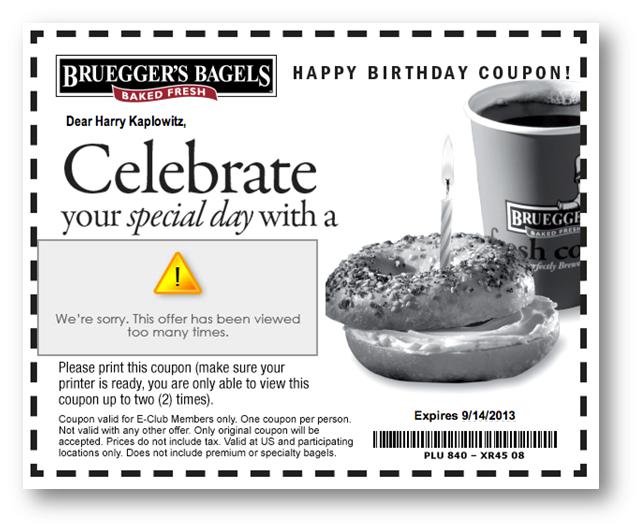 BRUEGGER'S BAGELS
BAKED FRESH
HAPPY BIRTHDAY COUPON!
Dear Harry Kaplowitz,
Celebrate
your special day with a
!
We're sorry. This offer has been viewed
too many times.
BRUEGGE
BAKED FRESH
Please print this coupon (make sure your
printer is ready, you are only able to view this
coupon up to two (2) times).
Coupon valid for E-Club Members only. One coupon per person.
Not valid with any other offer. Only original coupon will be
accepted. Prices do not include tax. Valid at US and participating
locations only. Does not include premium or specialty bagels.
Expires 9/14/2013
PLU 840 – XR45 08